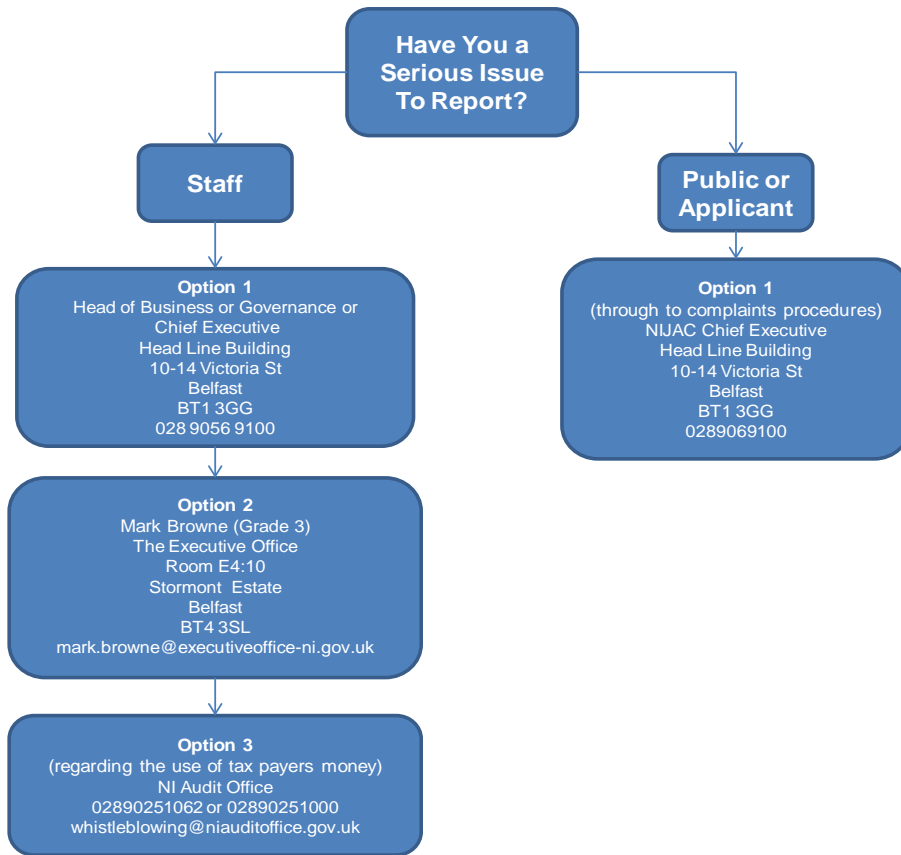 Have You a
Serious Issue
To Report?
Staff
Public or
Applicant
Option 1
Head of Business or Governance or
Chief Executive
Head Line Building
10-14 Victoria St
Belfast
BT1 3GG
028 9056 9100
Option 1
(through to complaints procedures)
NIJAC Chief Executive
Head Line Building
10-14 Victoria St
Belfast
BT1 3GG
0289069100
Option 2
Mark Browne (Grade 3)
The Executive Office
Room E4:10
Stormont Estate
Belfast
BT4 3SL
mark.browne@executiveoffice-ni.gov.uk
Option 3
(regarding the use of tax payers money)
NI Audit Office
02890251062 or 02890251000
whistleblowing@niauditoffice.gov.uk